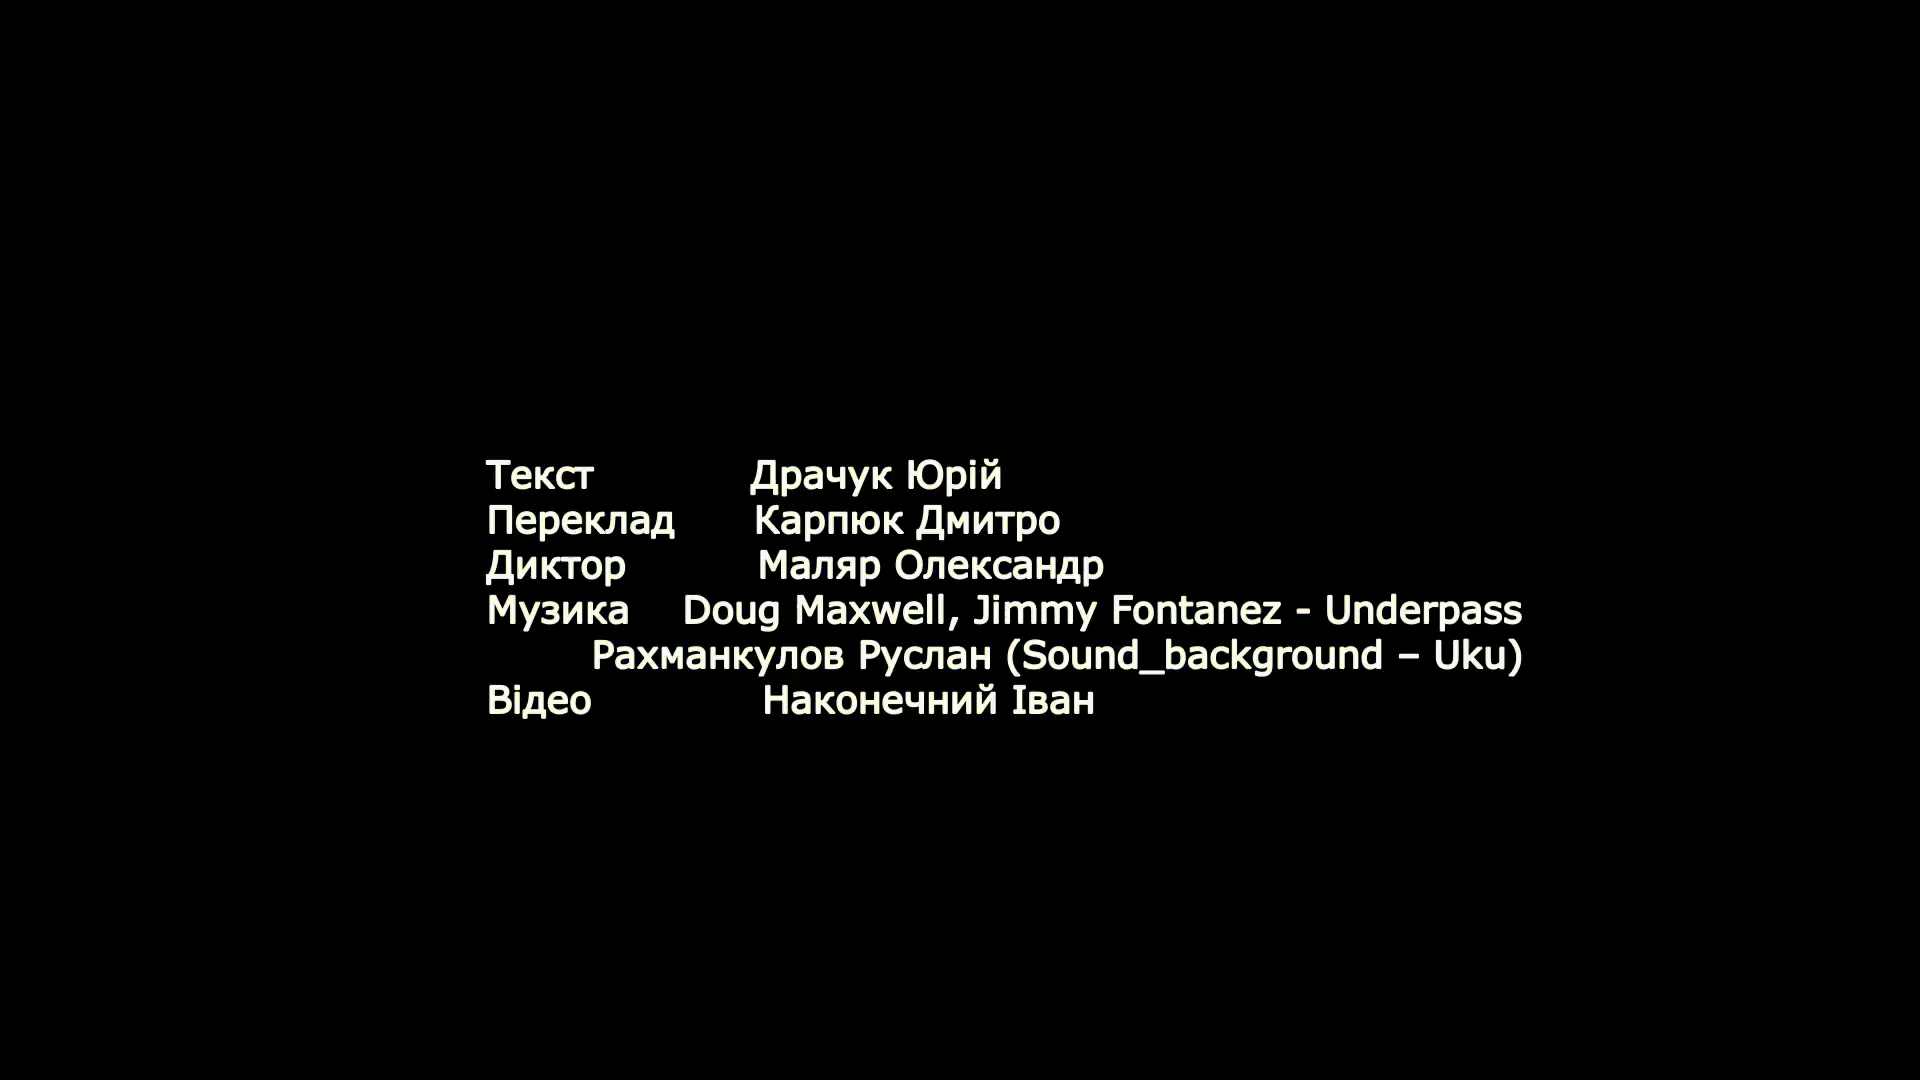 Текст Драчук Юрій
Переклад Карпюк Дмитро
Диктор Маляр Олександр
Музика Doug Maxwell, Jimmy Fontanez - Underpass
Рахманкулов Руслан (Sound_background – Uku)
Відео Наконечний Іван